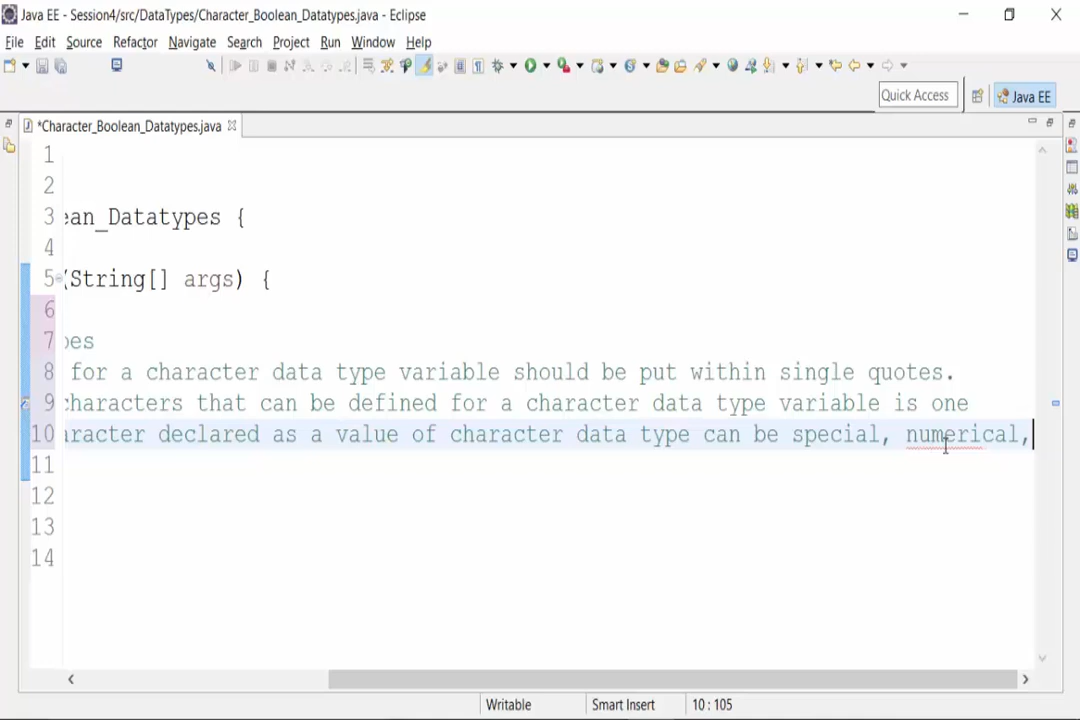 Java EE - Session4/src/DataTypes/Character_Boolean_Datatypes.java - Eclipse
File Edit Source Refactor Navigate Search Project Run Window Help
Quick Access
Java EE
*Character_Boolean_Datatypes.java
1
2
3 ean_Datatypes {
4
5 (String[] args) {
6
7 pes
8 for a character data type variable should be put within single quotes.
9 characters that can be defined for a character data type variable is one
10 aracter declared as a value of character data type can be special, numerical,
11
12
13
14
Writable Smart Insert 10 : 105